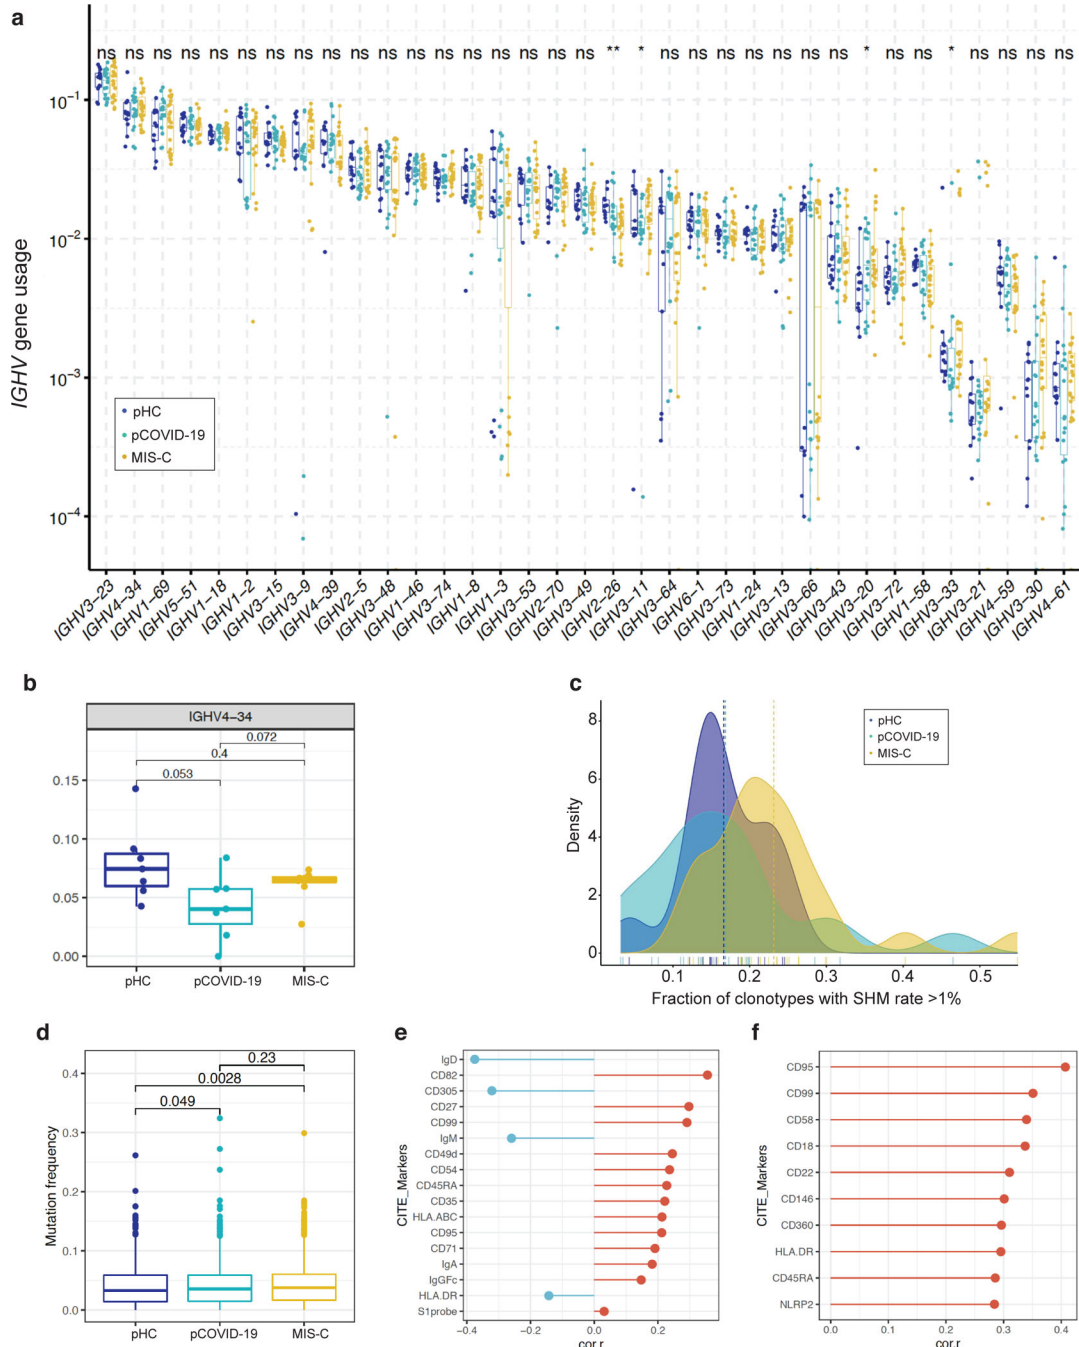 a
ns ns ns ns ns ns ns ns ns ns ns ns ns ns ns ns ns ns ** * ns ns ns ns ns ns ns * ns ns * ns ns ns ns
10⁻¹
10⁻²
10⁻³
10⁻⁴
IGHV gene usage
pHC
pCOVID-19
MIS-C
IGHV3–23 IGHV4–34 IGHV1–69 IGHV5–51 IGHV1–18 IGHV1–2 IGHV3–15 IGHV3–9 IGHV4–39 IGHV2–5 IGHV3–48 IGHV1–46 IGHV3–74 IGHV1–8 IGHV1–3 IGHV3–53 IGHV2–70 IGHV3–49 IGHV2–26 IGHV3–11 IGHV3–64 IGHV6–1 IGHV3–73 IGHV1–24 IGHV3–13 IGHV3–66 IGHV3–43 IGHV3–20 IGHV3–72 IGHV1–58 IGHV3–33 IGHV3–21 IGHV4–59 IGHV3–30 IGHV4–61
b
IGHV4–34
0.072
0.4
0.053
0.15
0.10
0.05
0.00
pHC pCOVID–19 MIS–C
c
pHC
pCOVID-19
MIS-C
8
6
4
2
0
Density
0.1 0.2 0.3 0.4 0.5
Fraction of clonotypes with SHM rate >1%
d
0.23
0.0028
0.049
0.4
0.3
0.2
0.1
0.0
Mutation frequency
pHC pCOVID–19 MIS–C
e
IgD
CD82
CD305
CD27
CD99
IgM
CD49d
CD54
CD45RA
CD35
HLA.ABC
CD95
CD71
IgA
IgGFc
HLA.DR
S1probe
CITE_Markers
−0.4 −0.2 0.0 0.2
cor.r
f
CD95
CD99
CD58
CD18
CD22
CD146
CD360
HLA.DR
CD45RA
NLRP2
CITE_Markers
0.0 0.1 0.2 0.3 0.4
cor.r